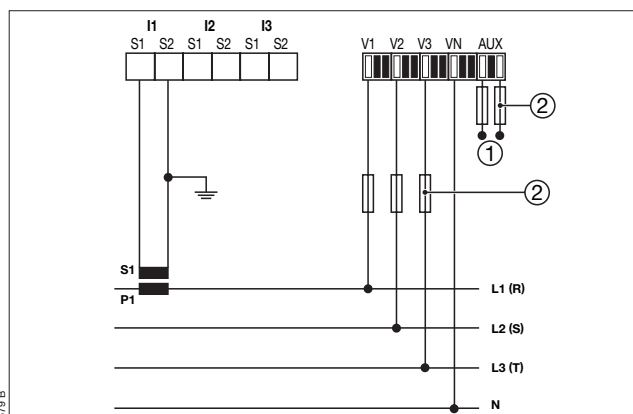 I1 I2 I3
S1 S2 S1 S2 S1 S2
V1 V2 V3 VN AUX
2
1
2
S1
P1
L1 (R)
L2 (S)
L3 (T)
N